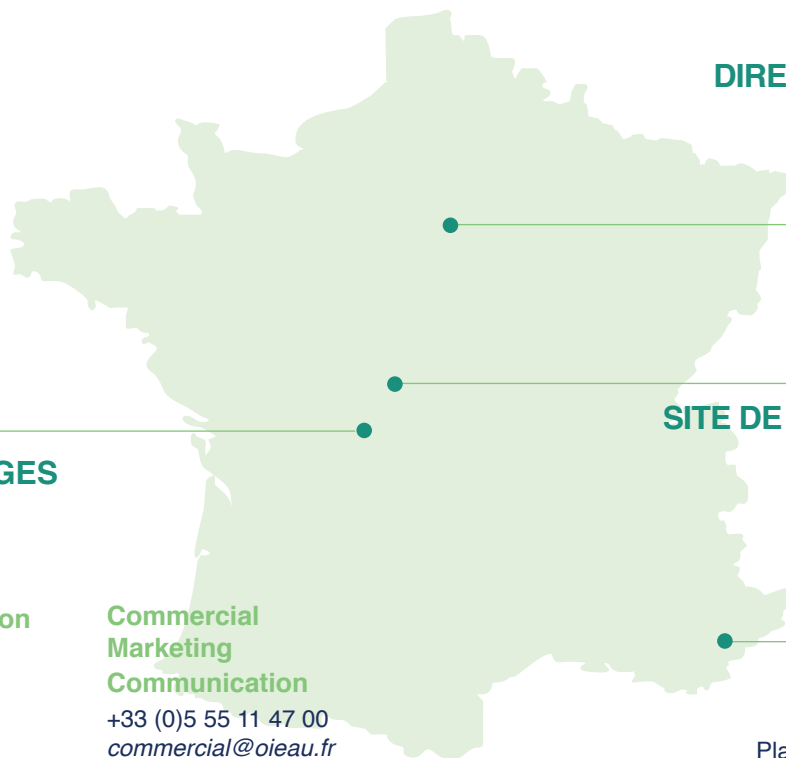 DIRE
SITE DE
GES
on
Commercial
Marketing
Communication
+33 (0)5 55 11 47 00
commercial@oieau.fr
Pla